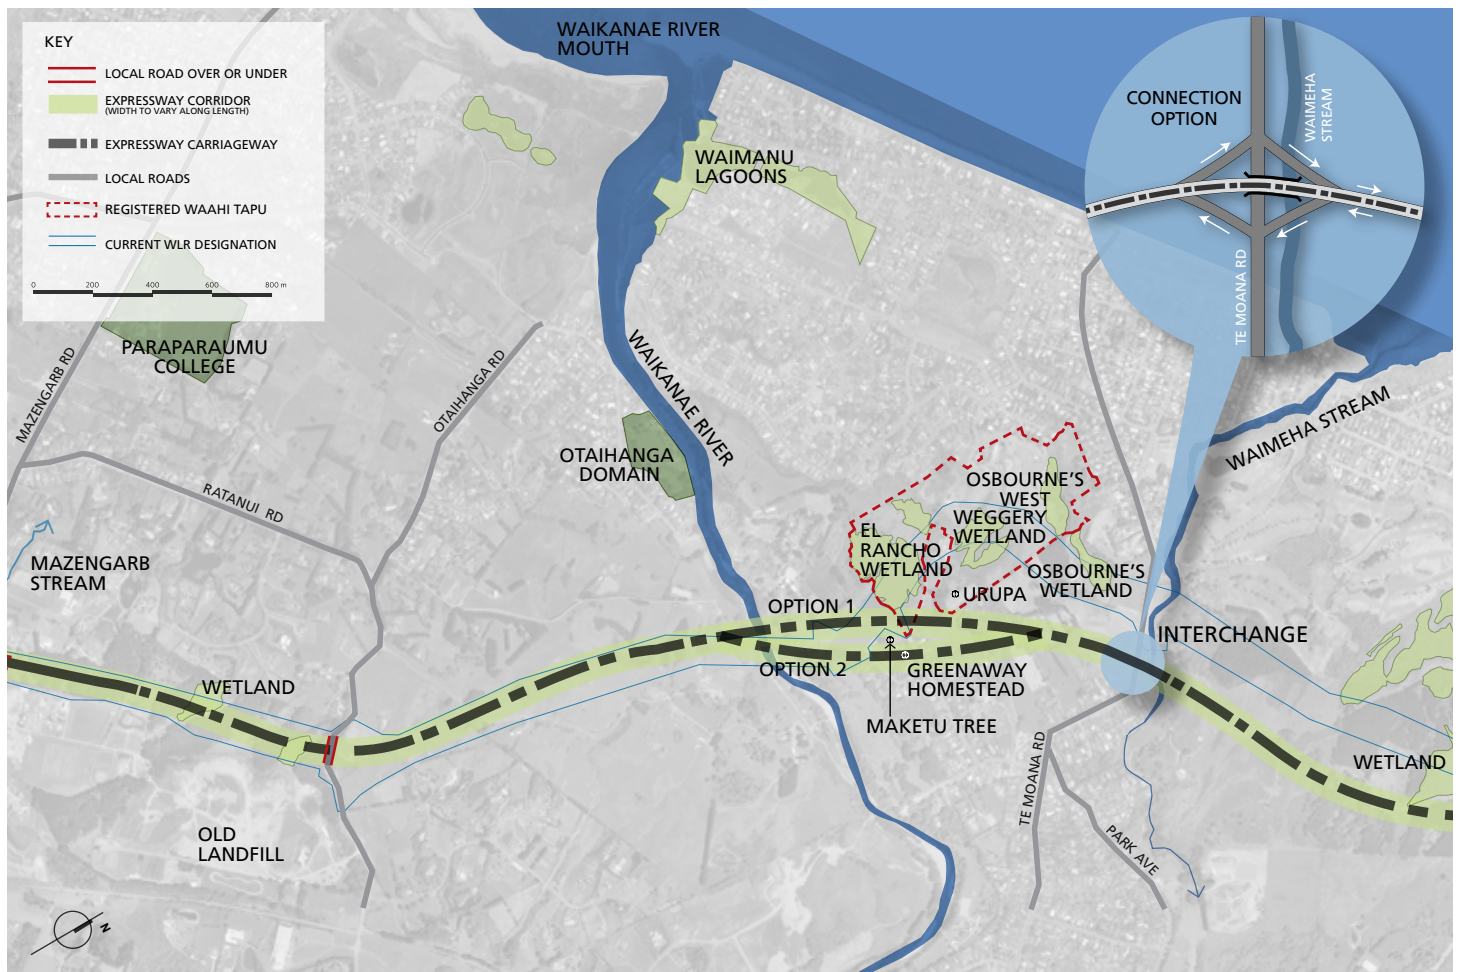 KEY
LOCAL ROAD OVER OR UNDER
EXPRESSWAY CORRIDOR
(WIDTH TO VARY ALONG LENGTH)
EXPRESSWAY CARRIAGEWAY
LOCAL ROADS
REGISTERED WAAHI TAPU
CURRENT WLR DESIGNATION
0 200 400 600 800 m
WAIKANAE RIVER
MOUTH
CONNECTION
OPTION
WAIMEHA
STREAM
TE MOANA RD
WAIMANU
LAGOONS
PARAPARAUMU
COLLEGE
MAZENGARB RD
OTAIHANGA RD
WAIKANAE RIVER
WAIMEHA STREAM
OTAIHANGA
DOMAIN
RATANUI RD
MAZENGARB
STREAM
OSBOURNE'S
WEST
WEGGERY
WETLAND
EL
RANCHO
WETLAND
OSBOURNE'S
WETLAND
URUPA
OPTION 1
INTERCHANGE
OPTION 2
GREENAWAY
HOMESTEAD
MAKETU TREE
WETLAND
WETLAND
TE MOANA RD
PARK AVE
OLD
LANDFILL
N